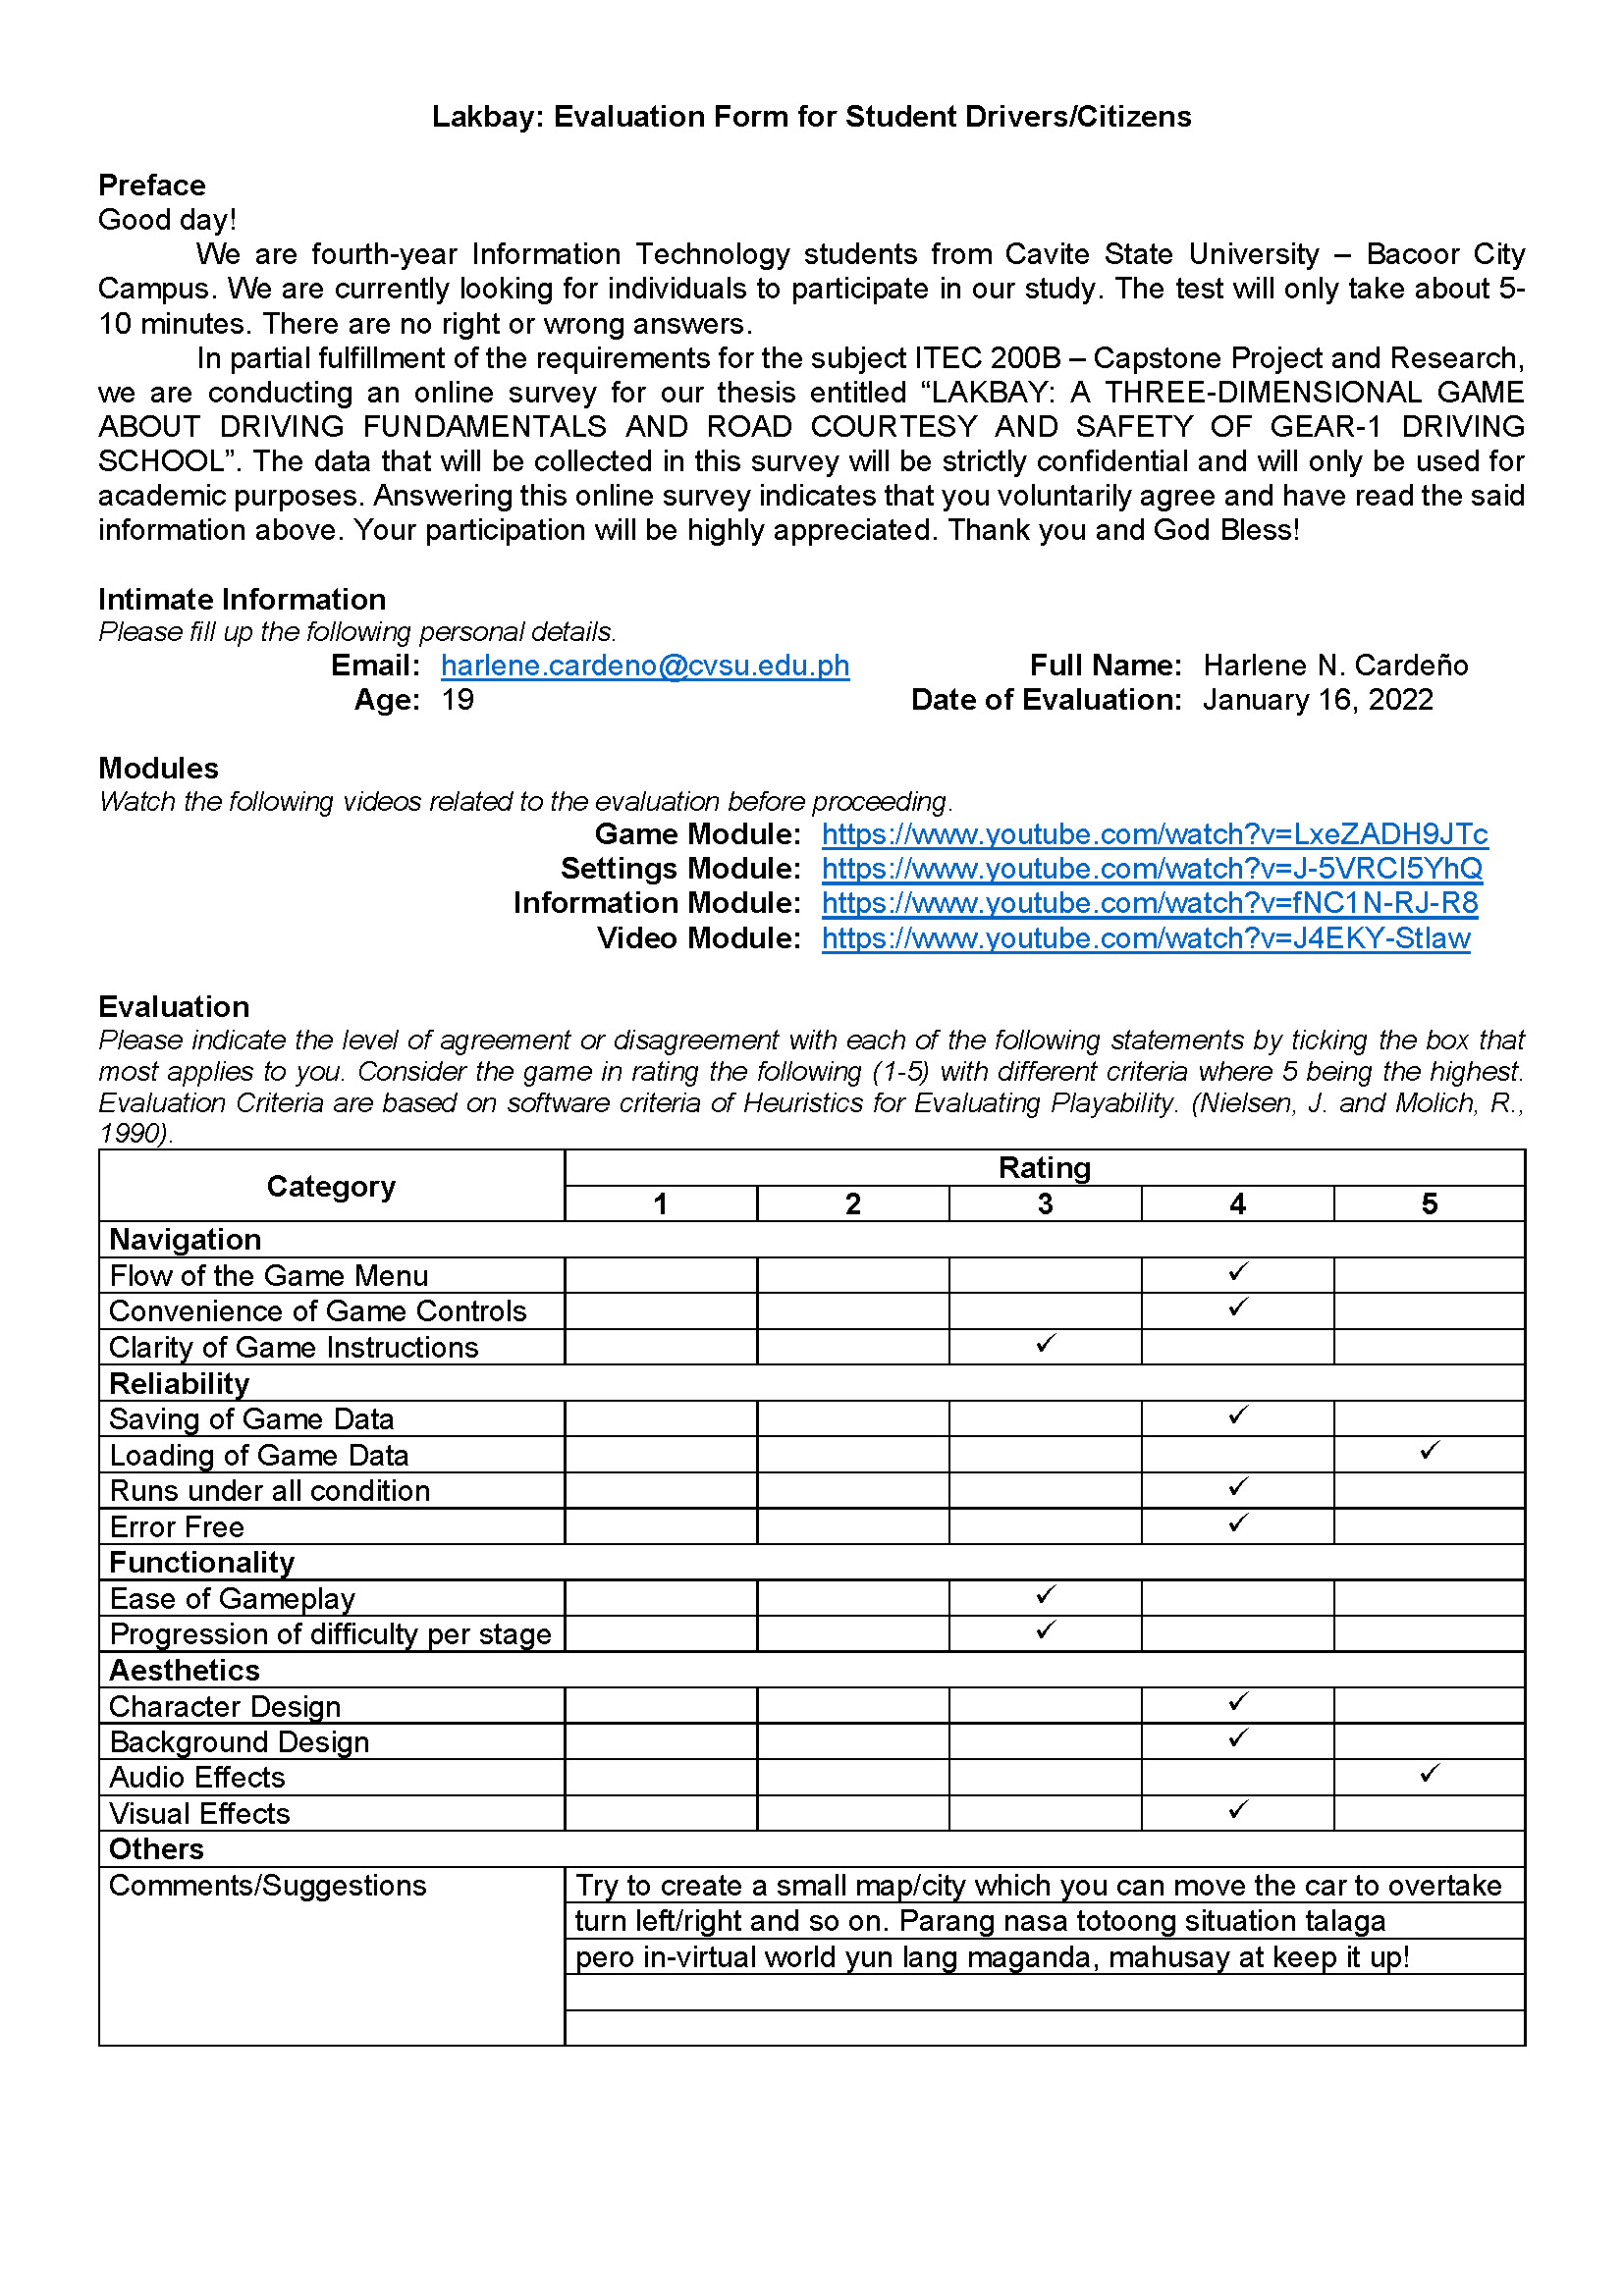 Lakbay: Evaluation Form for Student Drivers/Citizens
Preface
Good day!
We are fourth-year Information Technology students from Cavite State University – Bacoor City
Campus. We are currently looking for individuals to participate in our study. The test will only take about 5-
10 minutes. There are no right or wrong answers.
In partial fulfillment of the requirements for the subject ITEC 200B – Capstone Project and Research,
we are conducting an online survey for our thesis entitled “LAKBAY: A THREE-DIMENSIONAL GAME
ABOUT DRIVING FUNDAMENTALS AND ROAD COURTESY AND SAFETY OF GEAR-1 DRIVING
SCHOOL”. The data that will be collected in this survey will be strictly confidential and will only be used for
academic purposes. Answering this online survey indicates that you voluntarily agree and have read the said
information above. Your participation will be highly appreciated. Thank you and God Bless!
Intimate Information
Please fill up the following personal details.
Email: harlene.cardeno@cvsu.edu.ph Full Name: Harlene N. Cardeño
Age: 19 Date of Evaluation: January 16, 2022
Modules
Watch the following videos related to the evaluation before proceeding.
Game Module: https://www.youtube.com/watch?v=LxeZADH9JTc
Settings Module: https://www.youtube.com/watch?v=J-5VRCI5YhQ
Information Module: https://www.youtube.com/watch?v=fNC1N-RJ-R8
Video Module: https://www.youtube.com/watch?v=J4EKY-StIaw
Evaluation
Please indicate the level of agreement or disagreement with each of the following statements by ticking the box that
most applies to you. Consider the game in rating the following (1-5) with different criteria where 5 being the highest.
Evaluation Criteria are based on software criteria of Heuristics for Evaluating Playability. (Nielsen, J. and Molich, R.,
1990).
Category Rating
1 2 3 4 5
Navigation
Flow of the Game Menu ✓
Convenience of Game Controls ✓
Clarity of Game Instructions ✓
Reliability
Saving of Game Data ✓
Loading of Game Data ✓
Runs under all condition ✓
Error Free ✓
Functionality
Ease of Gameplay ✓
Progression of difficulty per stage ✓
Aesthetics
Character Design ✓
Background Design ✓
Audio Effects ✓
Visual Effects ✓
Others
Comments/Suggestions Try to create a small map/city which you can move the car to overtake
turn left/right and so on. Parang nasa totoong situation talaga
pero in-virtual world yun lang maganda, mahusay at keep it up!